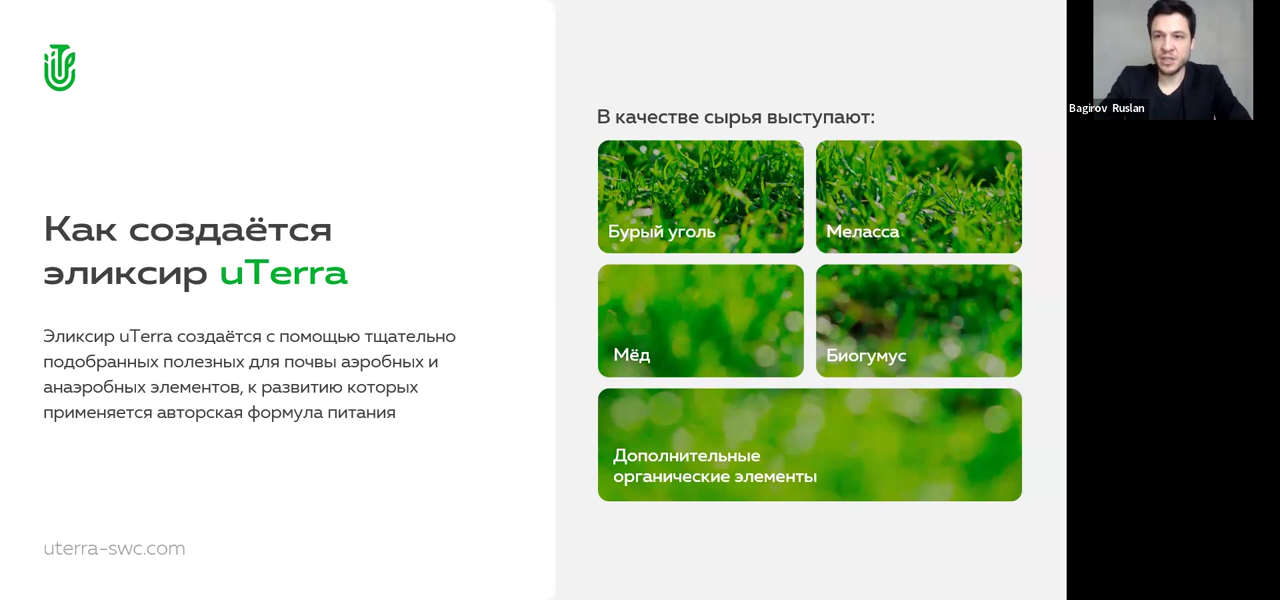 Как создаётся
эликсир uTerra
Эликсир uTerra создаётся с помощью тщательно
подобранных полезных для почвы аэробных и
анаэробных элементов, к развитию которых
применяется авторская формула питания
uterra-swc.com
В качестве сырья выступают:
Бурый уголь
Меласса
Мёд
Биогумус
Дополнительные
органические элементы
Bagirov Ruslan